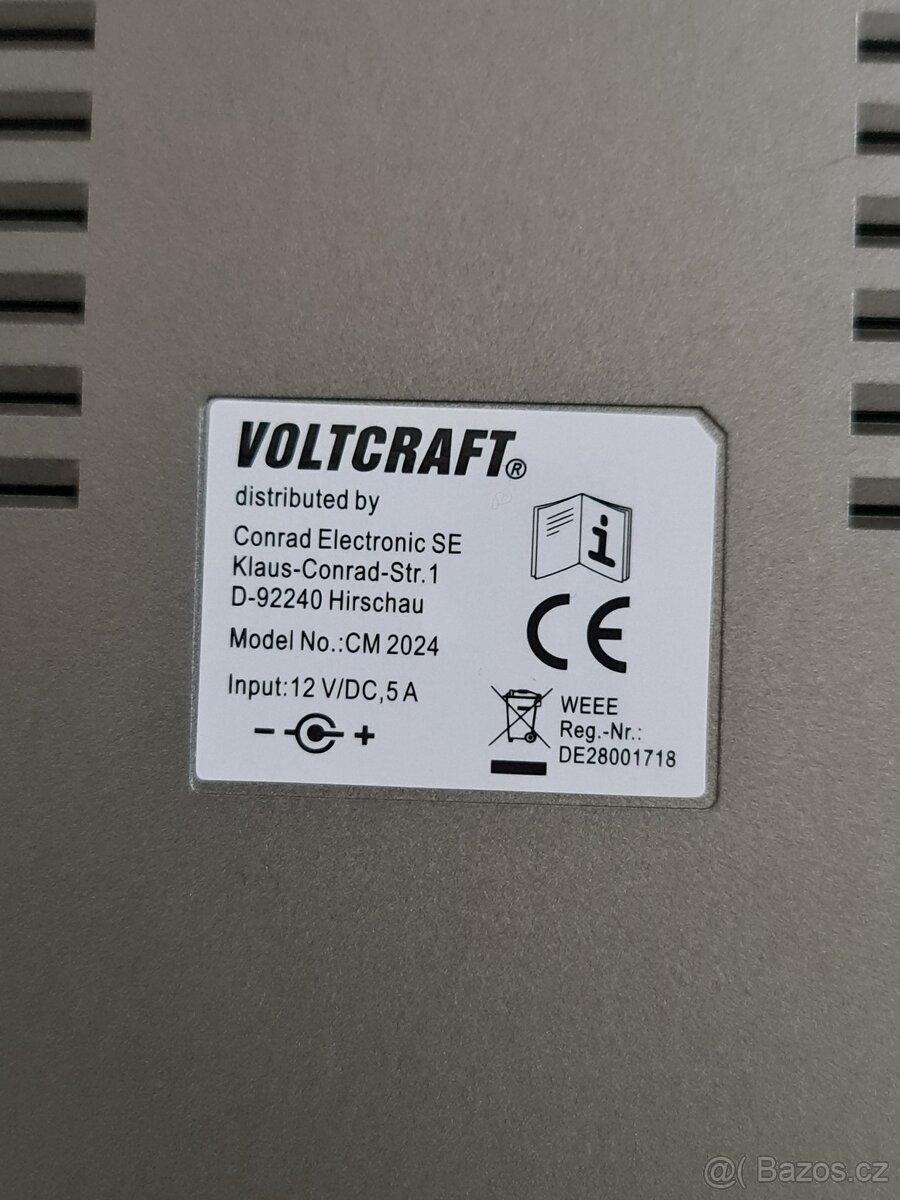 VOLTCRAFT®
distributed by
Conrad Electronic SE
Klaus-Conrad-Str.1
D-92240 Hirschau
Model No.:CM 2024
Input:12 V/DC,5 A
- +
i
CE
WEEE
Reg.-Nr.:
DE28001718
@( Bazos.cz